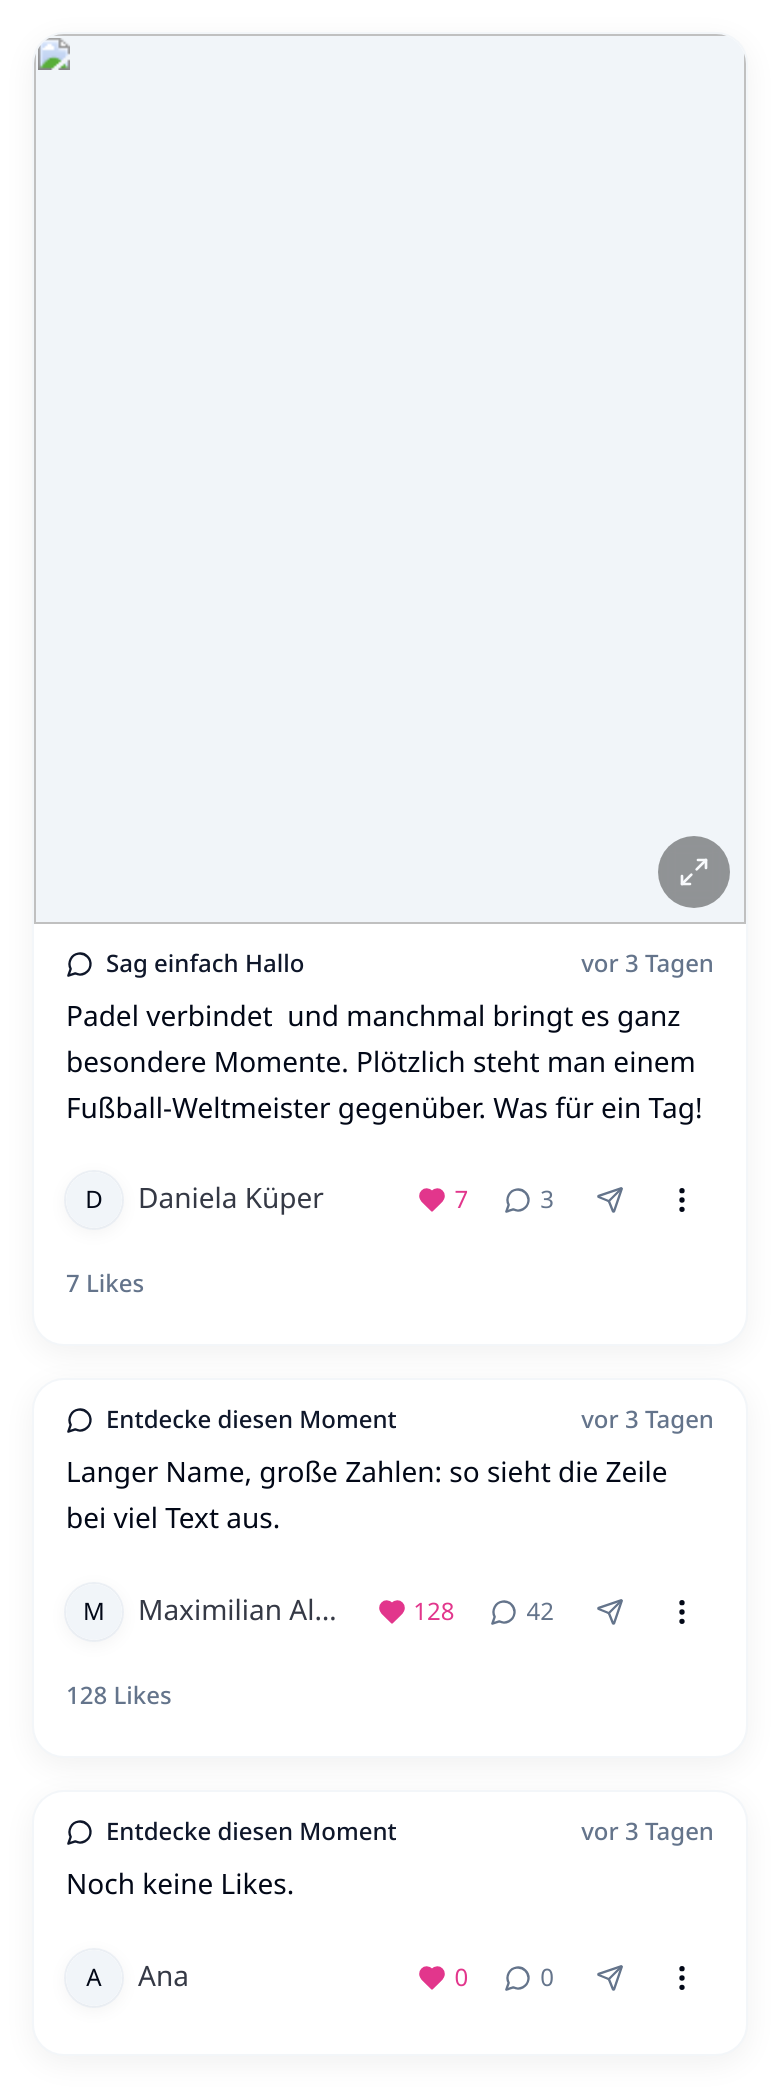 Sag einfach Hallo vor 3 Tagen
Padel verbindet  und manchmal bringt es ganz
besondere Momente. Plötzlich steht man einem
Fußball-Weltmeister gegenüber. Was für ein Tag!
D Daniela Küper 7 3
7 Likes
Entdecke diesen Moment vor 3 Tagen
Langer Name, große Zahlen: so sieht die Zeile
bei viel Text aus.
M Maximilian Al... 128 42
128 Likes
Entdecke diesen Moment vor 3 Tagen
Noch keine Likes.
A Ana 0 0